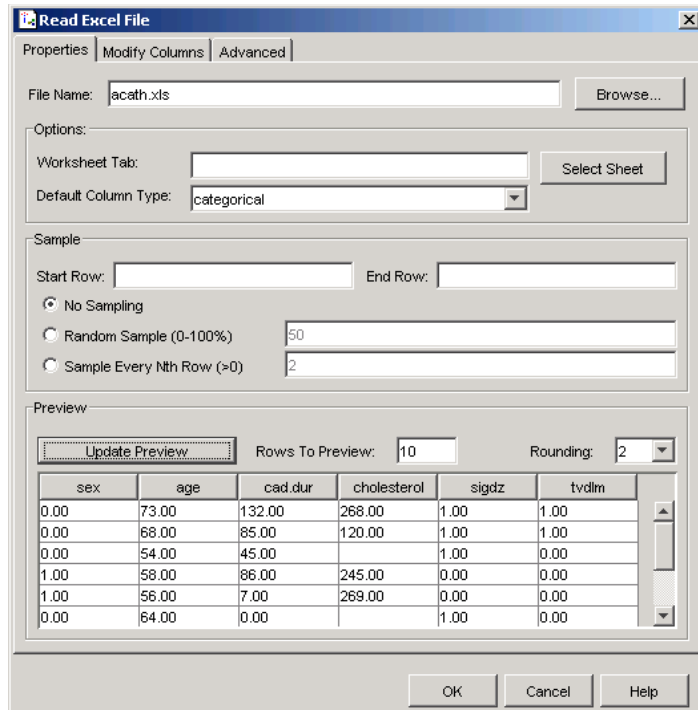 Read Excel File
Properties Modify Columns Advanced
File Name: acath.xls Browse...
Options:
Worksheet Tab: Select Sheet
Default Column Type: categorical
Sample
Start Row: End Row:
No Sampling
Random Sample (0-100%) 50
Sample Every Nth Row (>0) 2
Preview
Update Preview Rows To Preview: 10 Rounding: 2
sex age cad.dur cholesterol sigdz tvdlm
0.00 73.00 132.00 268.00 1.00 1.00
0.00 68.00 85.00 120.00 1.00 1.00
0.00 54.00 45.00 1.00 0.00
1.00 58.00 86.00 245.00 0.00 0.00
1.00 56.00 7.00 269.00 0.00 0.00
0.00 64.00 0.00 1.00 0.00
OK Cancel Help